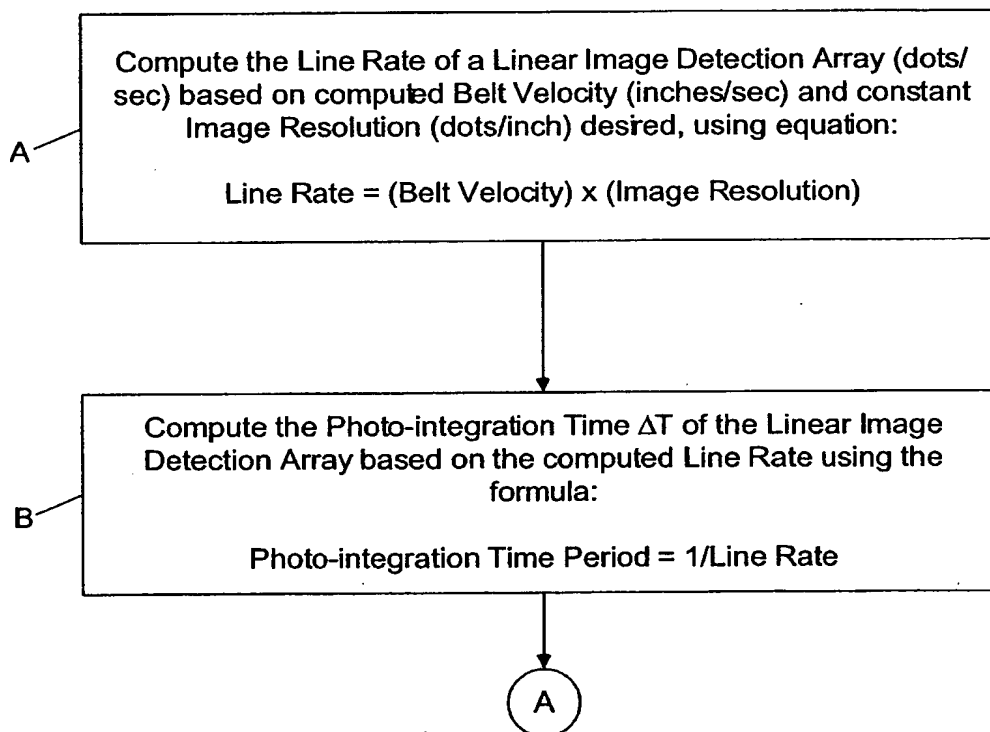 Compute the Line Rate of a Linear Image Detection Array (dots/
sec) based on computed Belt Velocity (inches/sec) and constant
Image Resolution (dots/inch) desired, using equation:
A
Line Rate = (Belt Velocity) x (Image Resolution)
Compute the Photo-integration Time ΔT of the Linear Image
Detection Array based on the computed Line Rate using the
formula:
B
Photo-integration Time Period = 1/Line Rate
A